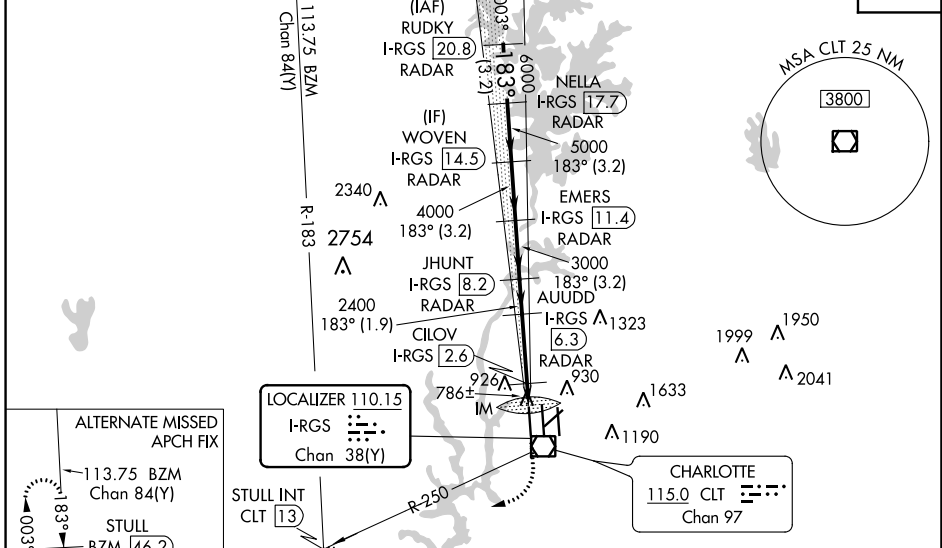 (IAF)
RUDKY
I-RGS 20.8
RADAR
113.75 BZM
Chan 84(Y)
003°
183°
6000
(3.2)
NELLA
I-RGS 17.7
RADAR
MSA CLT 25 NM
3800
(IF)
WOVEN
I-RGS 14.5
RADAR
5000
183° (3.2)
2340
4000
183° (3.2)
EMERS
I-RGS 11.4
RADAR
R-183
2754
JHUNT
I-RGS 8.2
RADAR
3000
183° (3.2)
2400
183° (1.9)
AUUDD
I-RGS
6.3
RADAR
1323
CILOV
I-RGS 2.6
1999
1950
2041
926
930
786±
IM
1633
1190
LOCALIZER 110.15
I-RGS
Chan 38(Y)
CHARLOTTE
115.0 CLT
Chan 97
R-250
STULL INT
CLT 13
ALTERNATE MISSED
APCH FIX
113.75 BZM
Chan 84(Y)
183°
003°
STULL
BZM 46.2